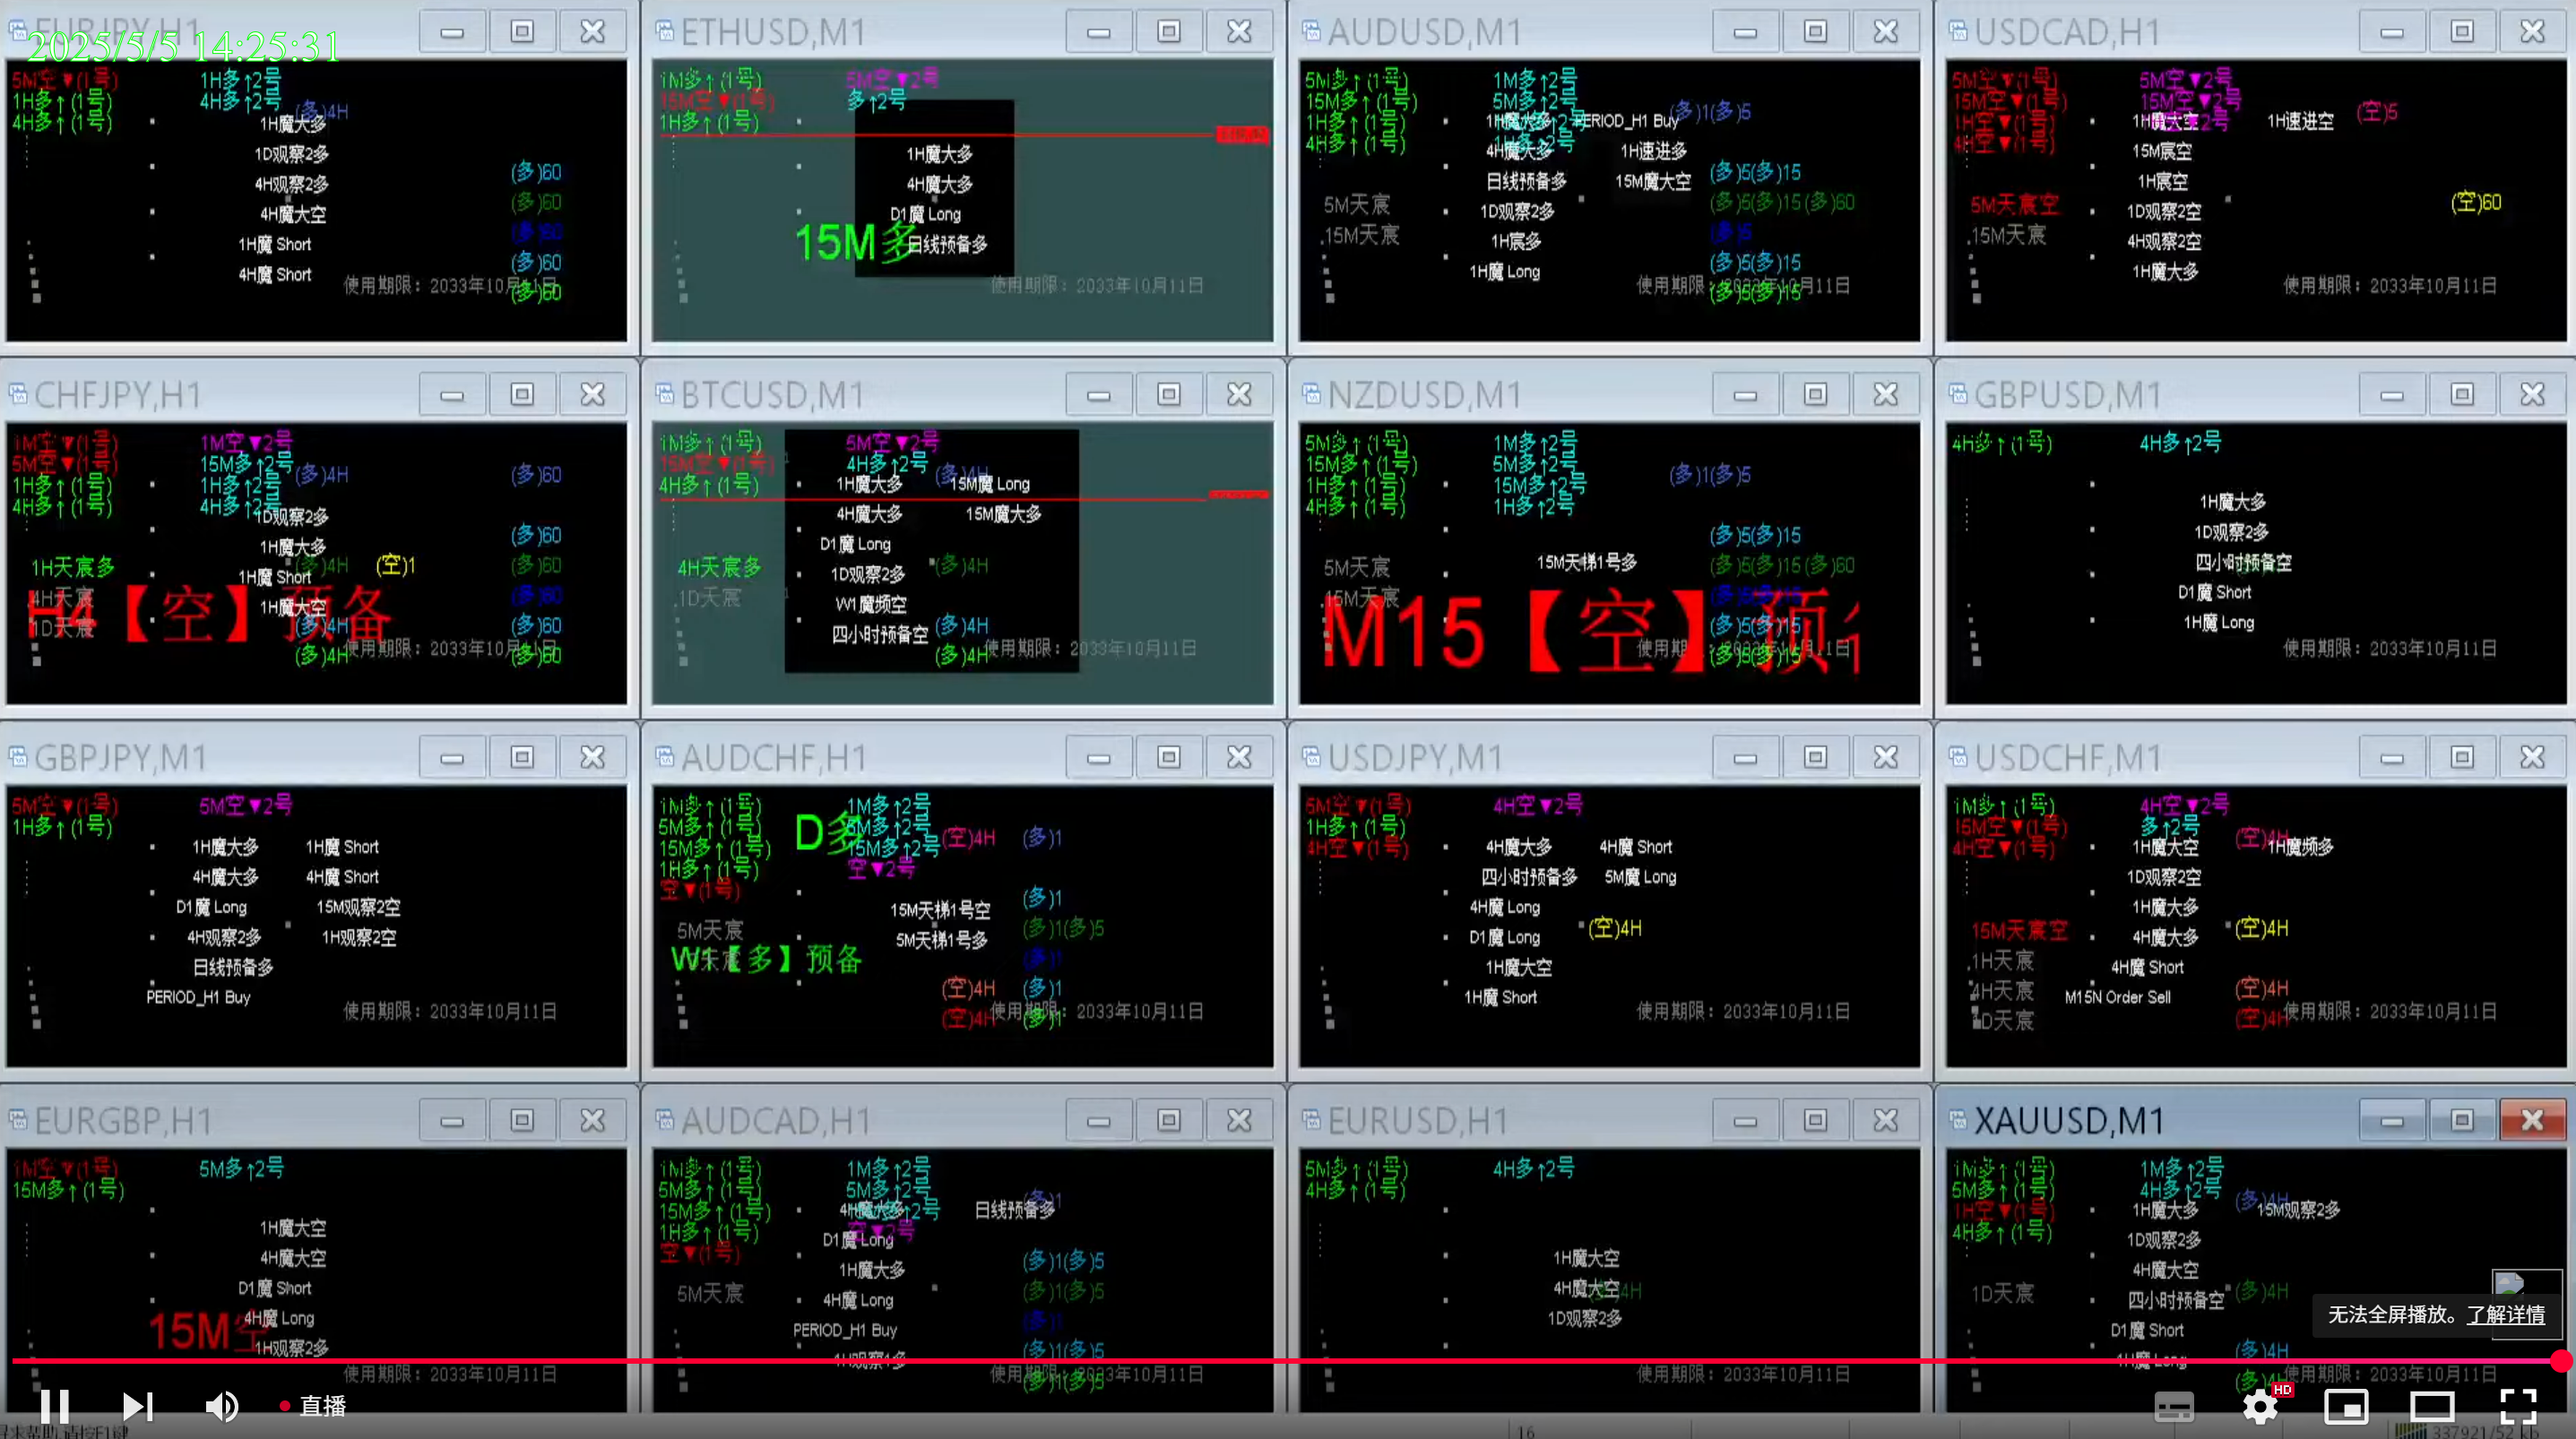 EURJPY,H1
2025/5/5 14:25:31
5M空▼(1号)
1H多↑(1号)
4H多↑(1号)
1H多↑2号
4H多↑2号
(多)4H
1H魔大多
1D观察2多
4H观察2多
4H魔大空
1H魔 Short
4H魔 Short
(多)60
(多)60
(多)60
(多)60
(多)60
使用期限：2033年10月11日
ETHUSD,M1
1M多↑(1号)
15M空▼(1号)
1H多↑(1号)
5M空▼2号
多↑2号
1H魔大多
4H魔大多
D1魔 Long
日线预备多
15M多
使用期限：2033年10月11日
AUDUSD,M1
5M多↑(1号)
15M多↑(1号)
1H多↑(1号)
4H多↑(1号)
1M多↑2号
5M多↑2号
(多)1(多)5
1H魔大多
PERIOD_H1 Buy
4H魔大多
1H速进多
日线预备多
15M魔大空
1D观察2多
1H宸多
1H魔 Long
5M天宸
15M天宸
(多)5(多)15
(多)5(多)15(多)60
(多)5
(多)5(多)15
(多)5(多)15
使用期限：2033年10月11日
USDCAD,H1
5M空▼(1号)
15M空▼(1号)
1H空▼(1号)
4H空▼(1号)
5M空▼2号
15M空▼2号
1H魔大空
1H速进空
(空)5
15M宸空
1H宸空
1D观察2空
4H观察2空
1H魔大多
5M天宸空
15M天宸
(空)60
使用期限：2033年10月11日
CHFJPY,H1
1M空▼(1号)
5M空▼(1号)
1H多↑(1号)
4H多↑(1号)
1M空▼2号
15M多↑2号
1H多↑2号
4H多↑2号
(多)4H
(多)60
1D观察2多
1H魔大多
1H魔 Short
1H魔大空
(多)4H
(空)1
1H天宸多
4H天宸
1D天宸
H4【空】预备
(多)60
(多)60
(多)60
(多)4H
(多)60
(多)4H
(多)60
使用期限：2033年10月11日
BTCUSD,M1
1M多↑(1号)
15M空▼(1号)
4H多↑(1号)
5M空▼2号
4H多↑2号
(多)4H
1H魔大多
15M魔 Long
4H魔大多
15M魔大多
D1魔 Long
1D观察2多
W1魔频空
四小时预备空
4H天宸多
1D天宸
(多)4H
(多)4H
(多)4H
使用期限：2033年10月11日
NZDUSD,M1
5M多↑(1号)
15M多↑(1号)
1H多↑(1号)
4H多↑(1号)
1M多↑2号
5M多↑2号
15M多↑2号
1H多↑2号
(多)1(多)5
15M天梯1号多
5M天宸
15M天宸
M15【空】预
(多)5(多)15
(多)5(多)15(多)60
(多)5(多)15
(多)5(多)15
(多)5(多)15
GBPUSD,M1
4H多↑(1号)
4H多↑2号
1H魔大多
1D观察2多
四小时预备空
D1魔 Short
1H魔 Long
使用期限：2033年10月11日
GBPJPY,M1
5M空▼(1号)
1H多↑(1号)
5M空▼2号
1H魔大多
1H魔 Short
4H魔大多
4H魔 Short
D1魔 Long
15M观察2空
4H观察2多
1H观察2空
日线预备多
PERIOD_H1 Buy
使用期限：2033年10月11日
AUDCHF,H1
1M多↑(1号)
5M多↑(1号)
15M多↑(1号)
1H多↑(1号)
空▼(1号)
D多
1M多↑2号
5M多↑2号
15M多↑2号
空▼2号
(空)4H
(多)1
15M天梯1号空
5M天梯1号多
5M天宸
W1【多】预备
(多)1
(多)1(多)5
(多)1
(空)4H
(多)1
(空)4H
(多)1
使用期限：2033年10月11日
USDJPY,M1
5M空▼(1号)
1H多↑(1号)
4H空▼(1号)
4H空▼2号
4H魔大多
4H魔 Short
四小时预备多
5M魔 Long
4H魔 Long
D1魔 Long
1H魔大空
1H魔 Short
(空)4H
使用期限：2033年10月11日
USDCHF,M1
1M多↑(1号)
15M空▼(1号)
4H空▼(1号)
4H空▼2号
多↑2号
(空)4H
1H魔大空
1H魔频多
1D观察2空
1H魔大多
4H魔大多
4H魔 Short
M15N Order Sell
15M天宸空
1H天宸
4H天宸
1D天宸
(空)4H
(空)4H
(空)4H
使用期限：2033年10月11日
EURGBP,H1
1M空▼(1号)
15M多↑(1号)
5M多↑2号
1H魔大空
4H魔大空
D1魔 Short
4H魔 Long
1H观察2多
15M空
使用期限：2033年10月11日
AUDCAD,H1
1M多↑(1号)
5M多↑(1号)
15M多↑(1号)
1H多↑(1号)
空▼(1号)
1M多↑2号
5M多↑2号
空▼2号
(多)1
4H魔大多
日线预备多
D1魔 Long
1H魔大多
4H魔 Long
PERIOD_H1 Buy
5M天宸
(多)1(多)5
(多)1(多)5
(多)1
(多)1(多)5
(多)1(多)5
使用期限：2033年10月11日
EURUSD,H1
5M多↑(1号)
4H多↑(1号)
4H多↑2号
1H魔大空
4H魔大空
1D观察2多
使用期限：2033年10月11日
XAUUSD,M1
1M多↑(1号)
5M多↑(1号)
1H空▼(1号)
4H多↑(1号)
1M多↑2号
4H多↑2号
(多)4H
1H魔大多
15M观察2多
1D观察2多
4H魔大空
四小时预备空
D1魔 Short
1D天宸
(多)4H
(多)4H
使用期限：2033年10月11日
无法全屏播放。了解详情
直播
HD
16